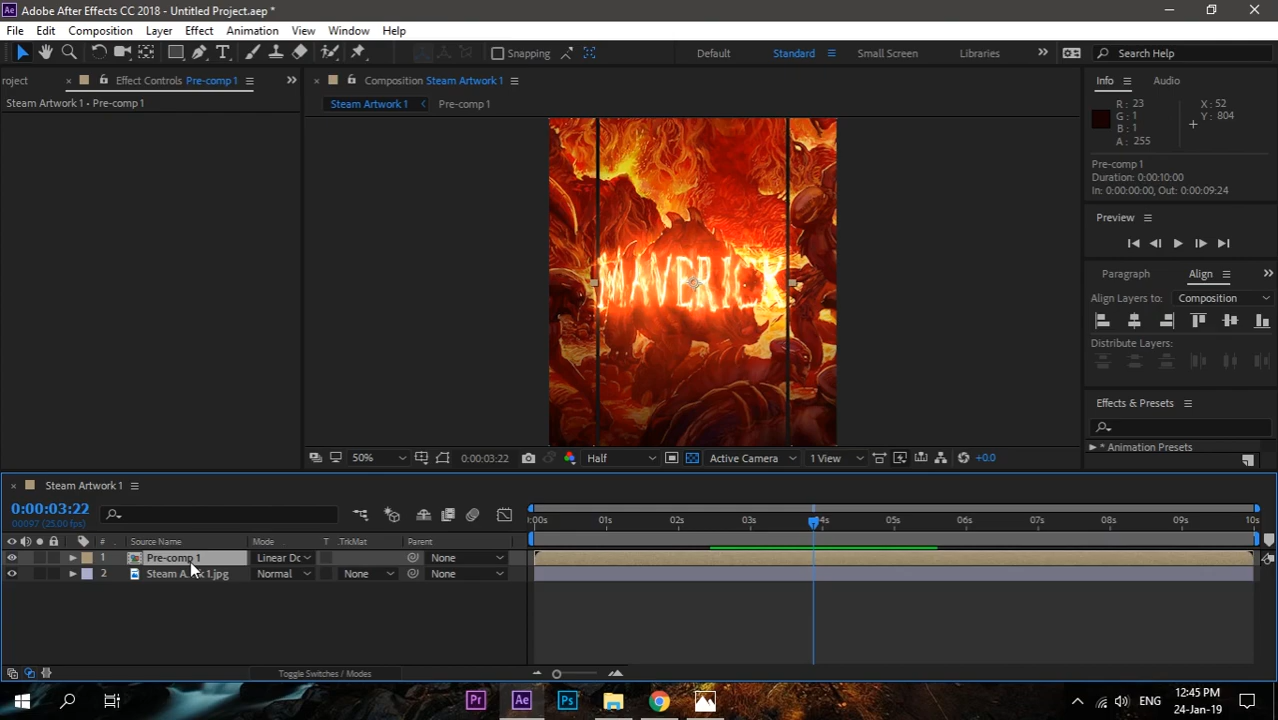 Adobe After Effects CC 2018 - Untitled Project.aep *
File Edit Composition Layer Effect Animation View Window Help
Snapping Default Standard Small Screen Libraries Search Help
roject Effect Controls Pre-comp 1 Composition Steam Artwork 1 Info Audio
Steam Artwork 1 • Pre-comp 1
Steam Artwork 1 Pre-comp 1
R: 23
G: 1
B: 1
A: 255
X: 52
Y: 804
Pre-comp 1
Duration: 0:00:10:00
In: 0:00:00:00, Out: 0:00:09:24
Preview
Paragraph Align
Align Layers to: Composition
Distribute Layers:
Effects & Presets
* Animation Presets
MAVERICK
50% 0:00:03:22 Half Active Camera 1 View +0.0
Steam Artwork 1
0:00:03:22
00097 (25.00 fps)
:00s 01s 02s 03s 04s 05s 06s 07s 08s 09s 10s
# Source Name Mode T .TrkMat Parent
1 Pre-comp 1 Linear Dc None
2 Steam A k 1.jpg Normal None None
Toggle Switches / Modes
Pr Ae Ps
ENG
12:45 PM
24-Jan-19